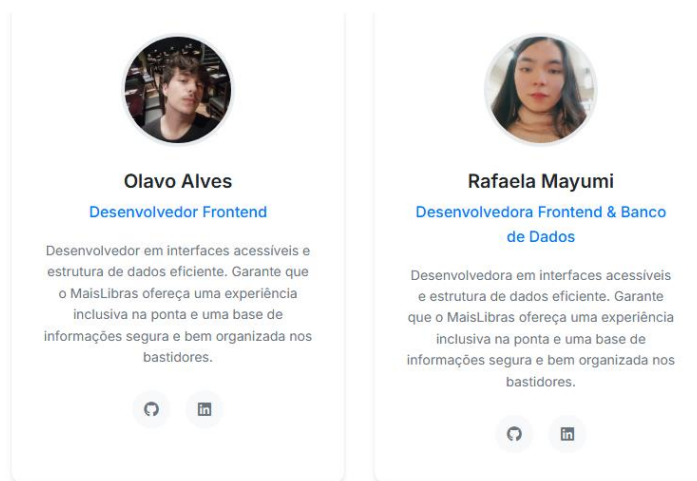 Olavo Alves
Desenvolvedor Frontend
Desenvolvedor em interfaces acessíveis e
estrutura de dados eficiente. Garante que
o MaisLibras ofereça uma experiência
inclusiva na ponta e uma base de
informações segura e bem organizada nos
bastidores.
Rafaela Mayumi
Desenvolvedora Frontend & Banco
de Dados
Desenvolvedora em interfaces acessíveis
e estrutura de dados eficiente. Garante
que o MaisLibras ofereça uma experiência
inclusiva na ponta e uma base de
informações segura e bem organizada nos
bastidores.